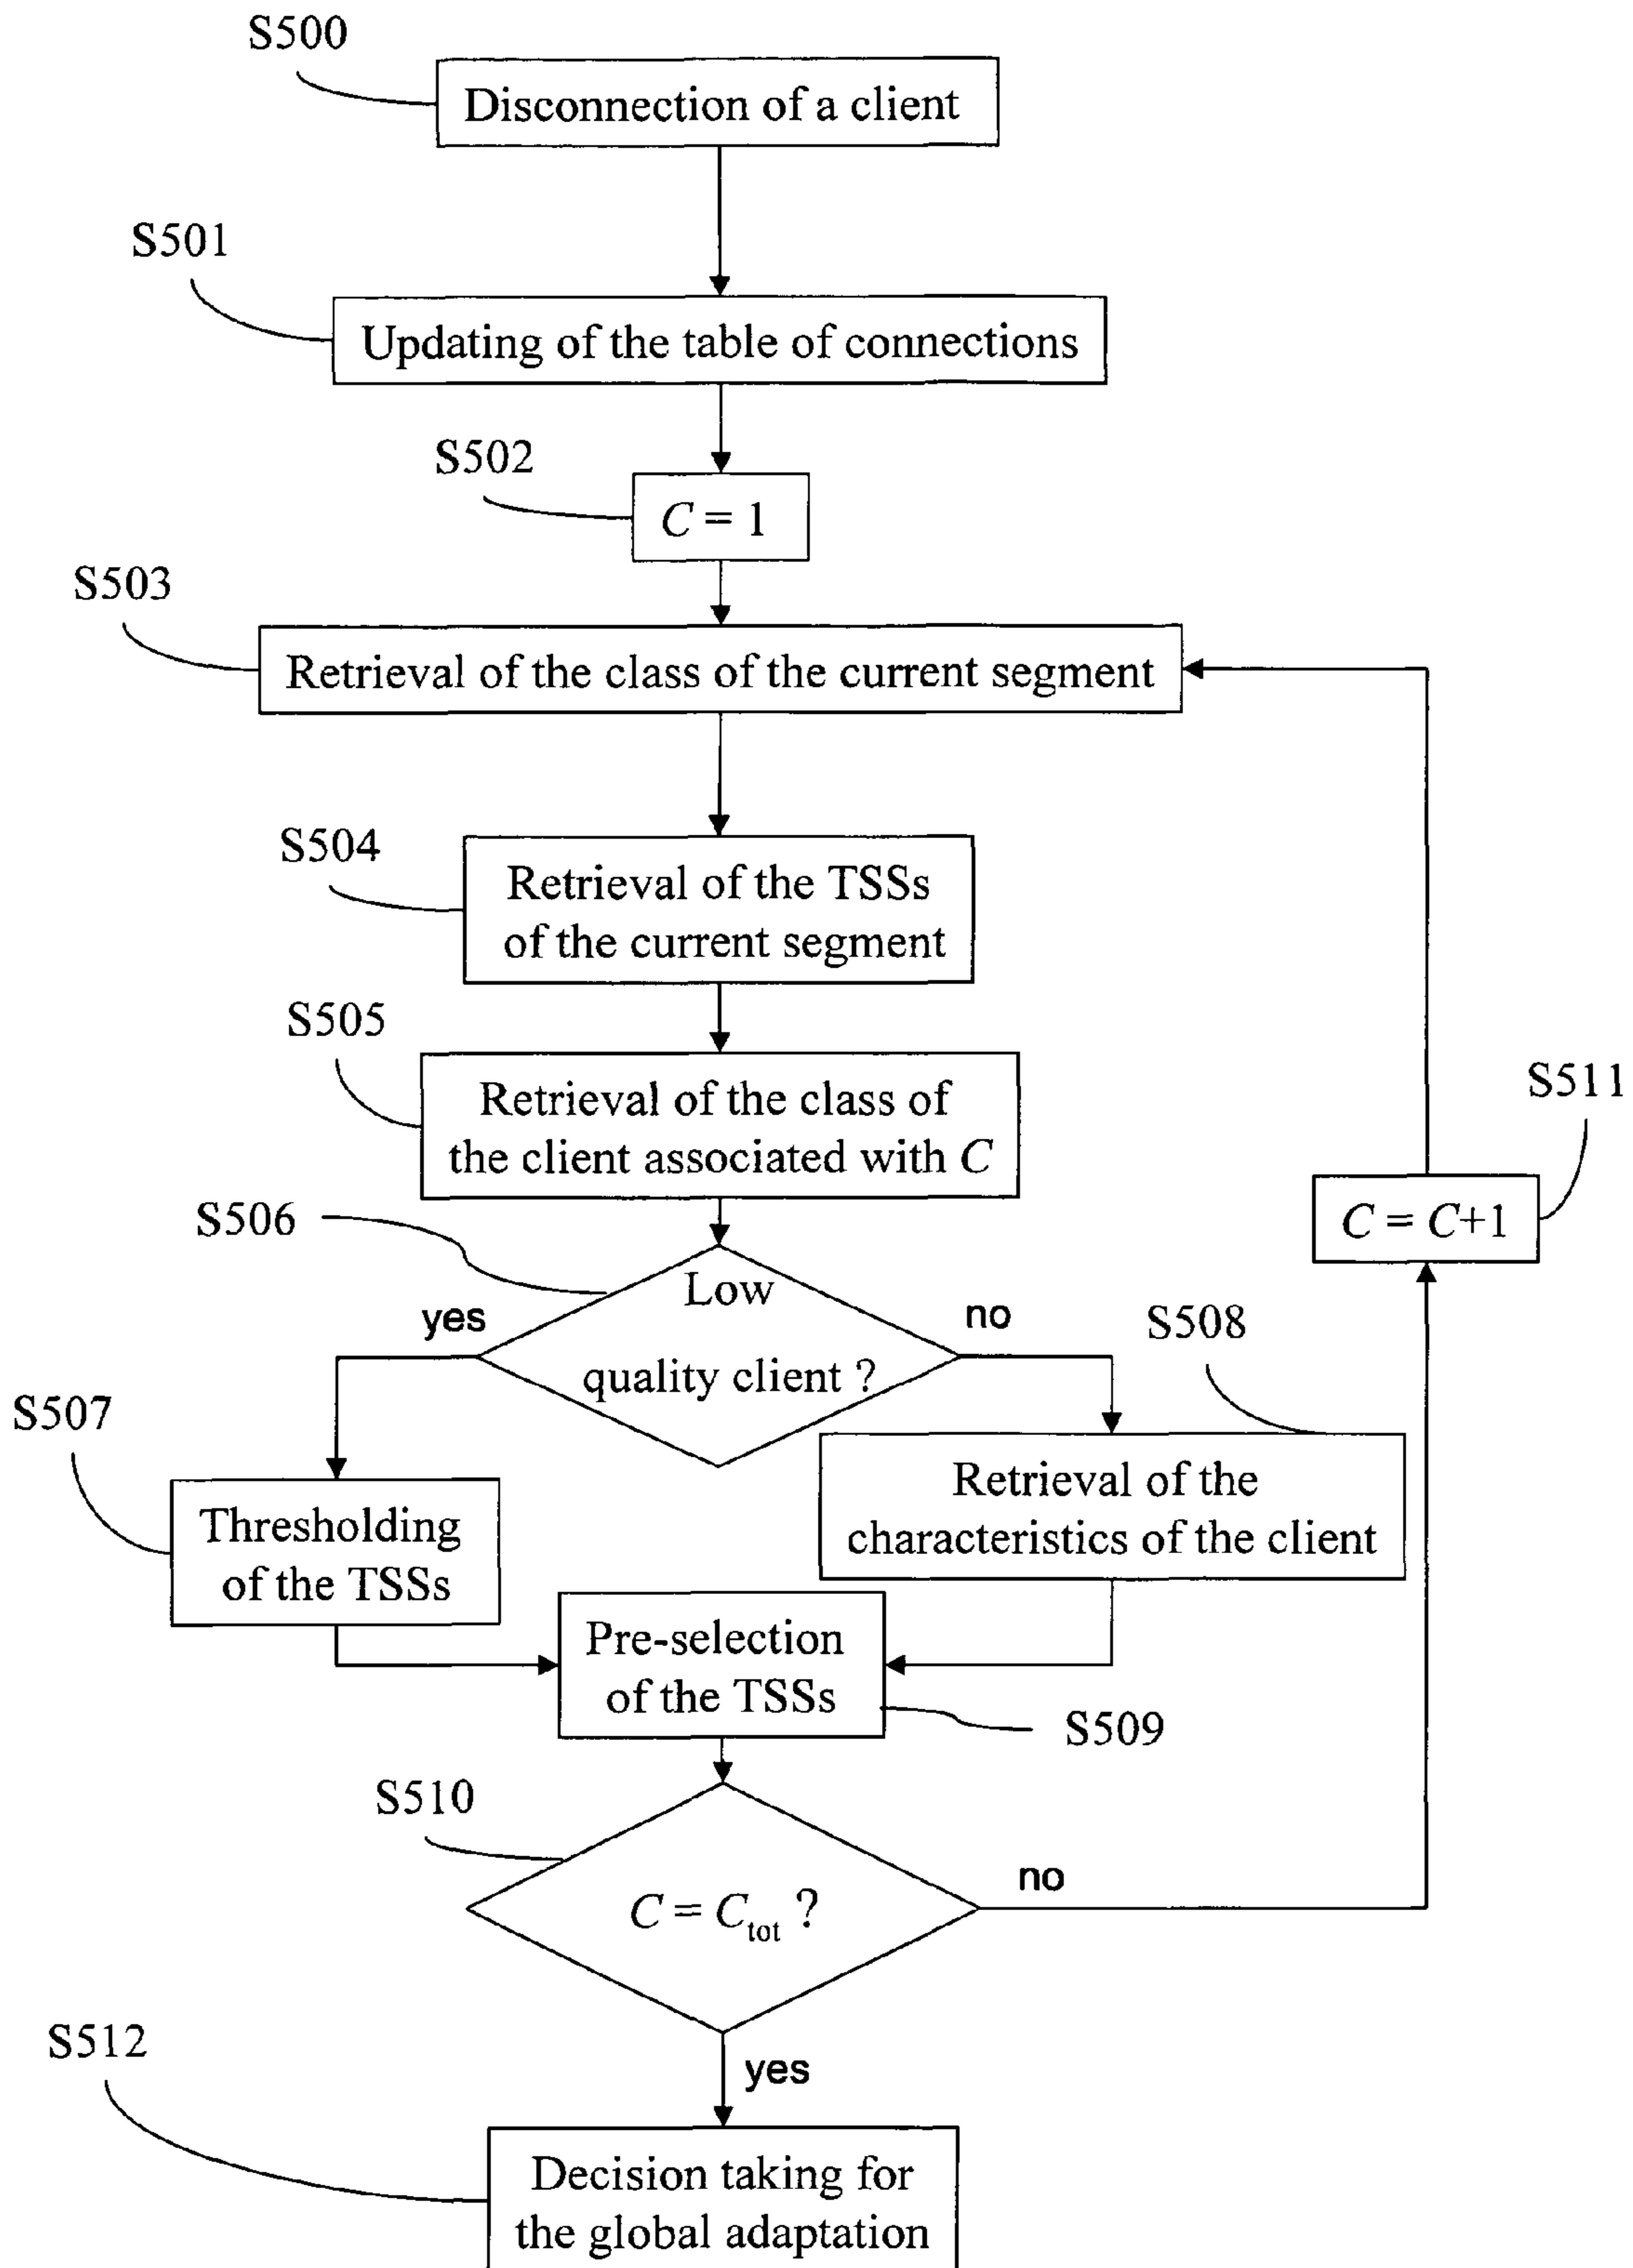 S500
Disconnection of a client
S501
Updating of the table of connections
S502
C = 1
S503
Retrieval of the class of the current segment
S504
Retrieval of the TSSs
of the current segment
S505
Retrieval of the class of
the client associated with C
S511
C = C+1
S506
Low
quality client ?
yes
no
S508
S507
Thresholding
of the TSSs
Retrieval of the
characteristics of the client
Pre-selection
of the TSSs
S509
S510
C = Ctot ?
no
yes
S512
Decision taking for
the global adaptation